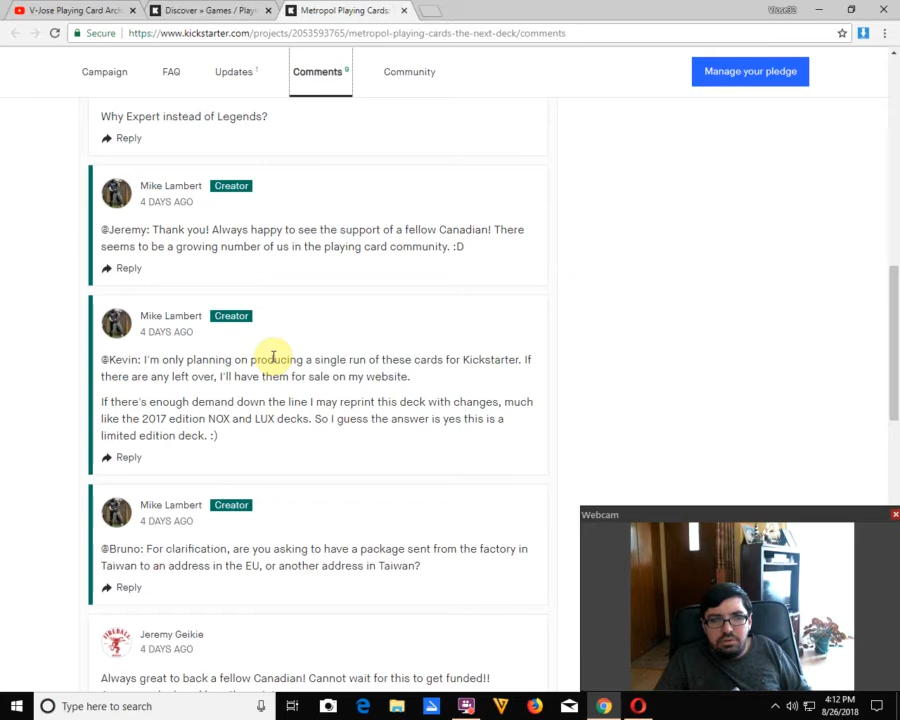 V-Jose Playing Card Arch
Discover » Games / Playi
Metropol Playing Cards:
VJose32
Secure
https://www.kickstarter.com/projects/2053593765/metropol-playing-cards-the-next-deck/comments
Campaign
FAQ
Updates 1
Comments 9
Community
Manage your pledge
Why Expert instead of Legends?
Reply
Mike Lambert Creator
4 DAYS AGO
@Jeremy: Thank you! Always happy to see the support of a fellow Canadian! There
seems to be a growing number of us in the playing card community. :D
Reply
Mike Lambert Creator
4 DAYS AGO
@Kevin: I'm only planning on producing a single run of these cards for Kickstarter. If
there are any left over, I'll have them for sale on my website.
If there's enough demand down the line I may reprint this deck with changes, much
like the 2017 edition NOX and LUX decks. So I guess the answer is yes this is a
limited edition deck. :)
Reply
Mike Lambert Creator
4 DAYS AGO
@Bruno: For clarification, are you asking to have a package sent from the factory in
Taiwan to an address in the EU, or another address in Taiwan?
Reply
Webcam
FIREBALL
Jeremy Geikie
4 DAYS AGO
Always great to back a fellow Canadian! Cannot wait for this to get funded!!
Type here to search
4:12 PM
8/26/2018